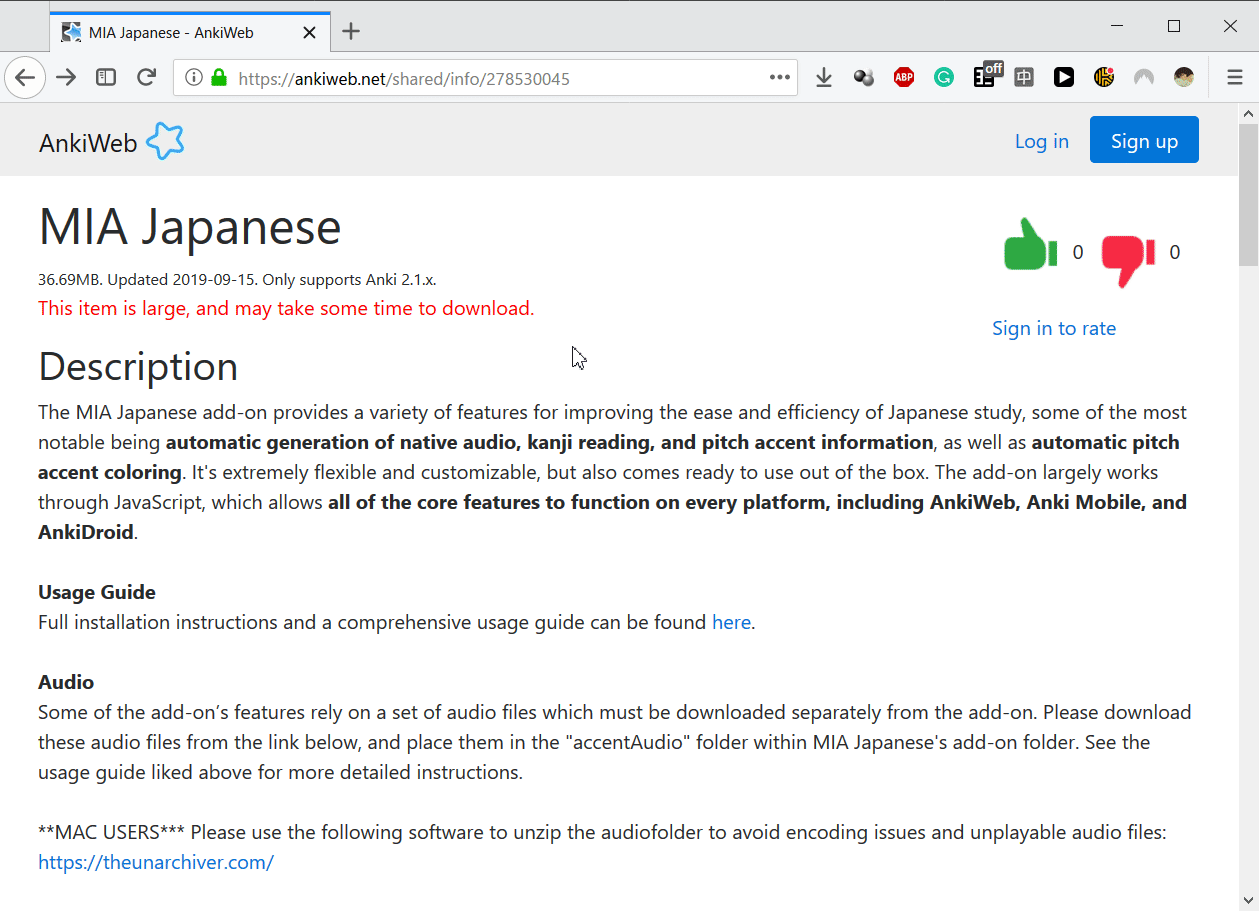 MIA Japanese - AnkiWeb
https://ankiweb.net/shared/info/278530045
ABP
G
off
中
AnkiWeb
Log in
Sign up
MIA Japanese
0
0
36.69MB. Updated 2019-09-15. Only supports Anki 2.1.x.
This item is large, and may take some time to download.
Sign in to rate
Description
The MIA Japanese add-on provides a variety of features for improving the ease and efficiency of Japanese study, some of the most
notable being automatic generation of native audio, kanji reading, and pitch accent information, as well as automatic pitch
accent coloring. It's extremely flexible and customizable, but also comes ready to use out of the box. The add-on largely works
through JavaScript, which allows all of the core features to function on every platform, including AnkiWeb, Anki Mobile, and
AnkiDroid.
Usage Guide
Full installation instructions and a comprehensive usage guide can be found here.
Audio
Some of the add-on’s features rely on a set of audio files which must be downloaded separately from the add-on. Please download
these audio files from the link below, and place them in the "accentAudio" folder within MIA Japanese's add-on folder. See the
usage guide liked above for more detailed instructions.
**MAC USERS*** Please use the following software to unzip the audiofolder to avoid encoding issues and unplayable audio files:
https://theunarchiver.com/